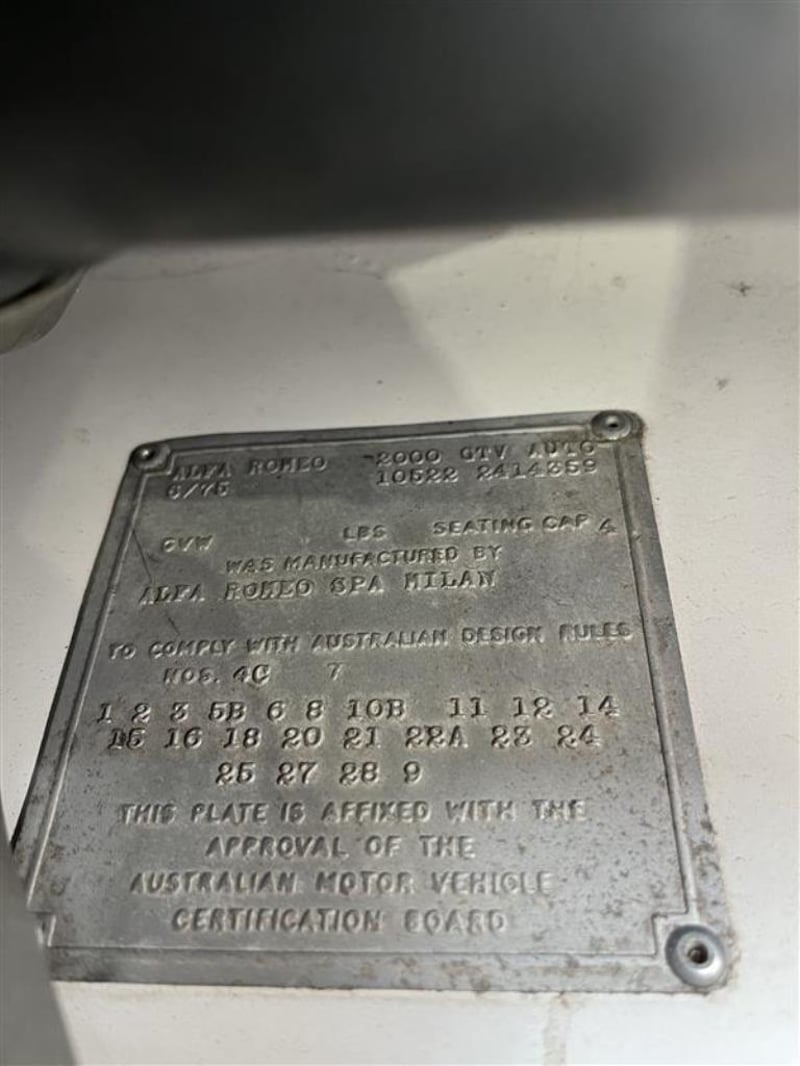 ALFA ROMEO 2000 GTV AUTO
6/75 10522 2414359
GVW LBS SEATING CAP 4
WAS MANUFACTURED BY
ALFA ROMEO SPA MILAN
TO COMPLY WITH AUSTRALIAN DESIGN RULES
NOS. 4C 7
1 2 3 5B 6 8 10B 11 12 14
15 16 18 20 21 22A 23 24
25 27 28 9
THIS PLATE IS AFFIXED WITH THE
APPROVAL OF THE
AUSTRALIAN MOTOR VEHICLE
CERTIFICATION BOARD